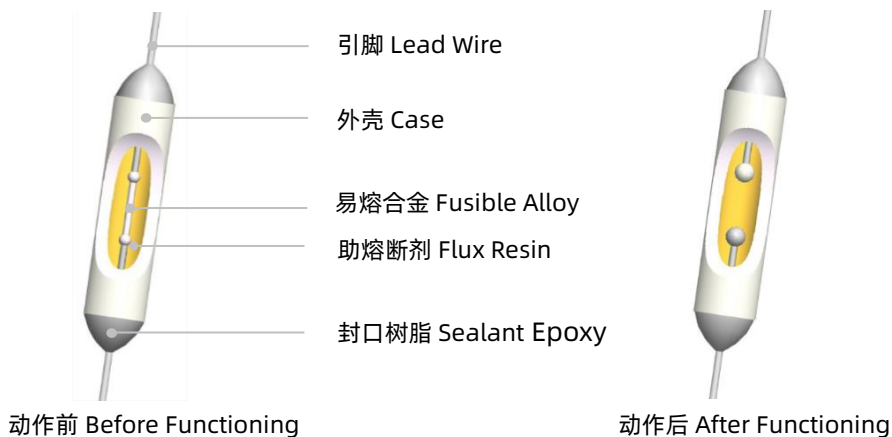 引脚 Lead Wire
外壳 Case
易熔合金 Fusible Alloy
助熔断剂 Flux Resin
封口树脂 Sealant Epoxy
动作前 Before Functioning
动作后 After Functioning